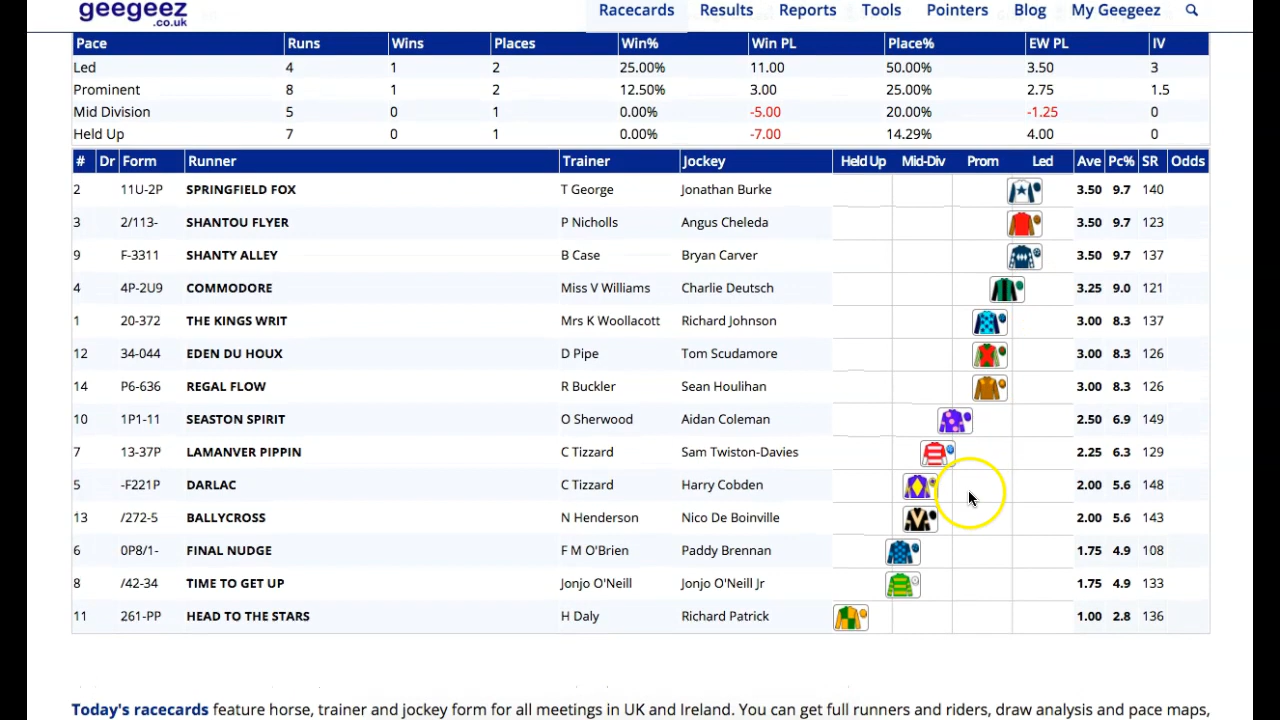 geegeez
.co.uk
Racecards Results Reports Tools Pointers Blog My Geegeez
Pace Runs Wins Places Win% Win PL Place% EW PL IV
Led 4 1 2 25.00% 11.00 50.00% 3.50 3
Prominent 8 1 2 12.50% 3.00 25.00% 2.75 1.5
Mid Division 5 0 1 0.00% -5.00 20.00% -1.25 0
Held Up 7 0 1 0.00% -7.00 14.29% 4.00 0
# Dr Form Runner Trainer Jockey Held Up Mid-Div Prom Led Ave Pc% SR Odds
2 11U-2P SPRINGFIELD FOX T George Jonathan Burke 3.50 9.7 140
3 2/113- SHANTOU FLYER P Nicholls Angus Cheleda 3.50 9.7 123
9 F-3311 SHANTY ALLEY B Case Bryan Carver 3.50 9.7 137
4 4P-2U9 COMMODORE Miss V Williams Charlie Deutsch 3.25 9.0 121
1 20-372 THE KINGS WRIT Mrs K Woollacott Richard Johnson 3.00 8.3 137
12 34-044 EDEN DU HOUX D Pipe Tom Scudamore 3.00 8.3 126
14 P6-636 REGAL FLOW R Buckler Sean Houlihan 3.00 8.3 126
10 1P1-11 SEASTON SPIRIT O Sherwood Aidan Coleman 2.50 6.9 149
7 13-37P LAMANVER PIPPIN C Tizzard Sam Twiston-Davies 2.25 6.3 129
5 -F221P DARLAC C Tizzard Harry Cobden 2.00 5.6 148
13 /272-5 BALLYCROSS N Henderson Nico De Boinville 2.00 5.6 143
6 0P8/1- FINAL NUDGE F M O'Brien Paddy Brennan 1.75 4.9 108
8 /42-34 TIME TO GET UP Jonjo O'Neill Jonjo O'Neill Jr 1.75 4.9 133
11 261-PP HEAD TO THE STARS H Daly Richard Patrick 1.00 2.8 136
Today's racecards feature horse, trainer and jockey form for all meetings in UK and Ireland. You can get full runners and riders, draw analysis and pace maps,